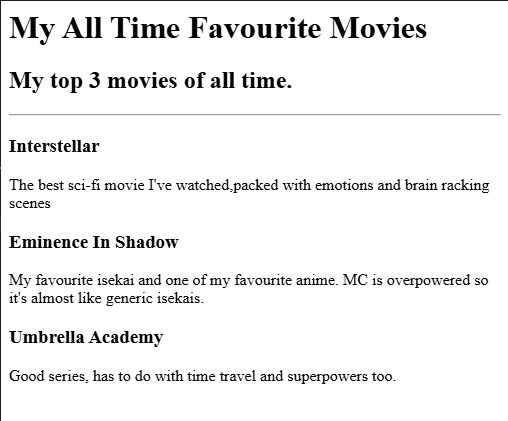 My All Time Favourite Movies
My top 3 movies of all time.
Interstellar
The best sci-fi movie I've watched,packed with emotions and brain racking
scenes
Eminence In Shadow
My favourite isekai and one of my favourite anime. MC is overpowered so
it's almost like generic isekais.
Umbrella Academy
Good series, has to do with time travel and superpowers too.